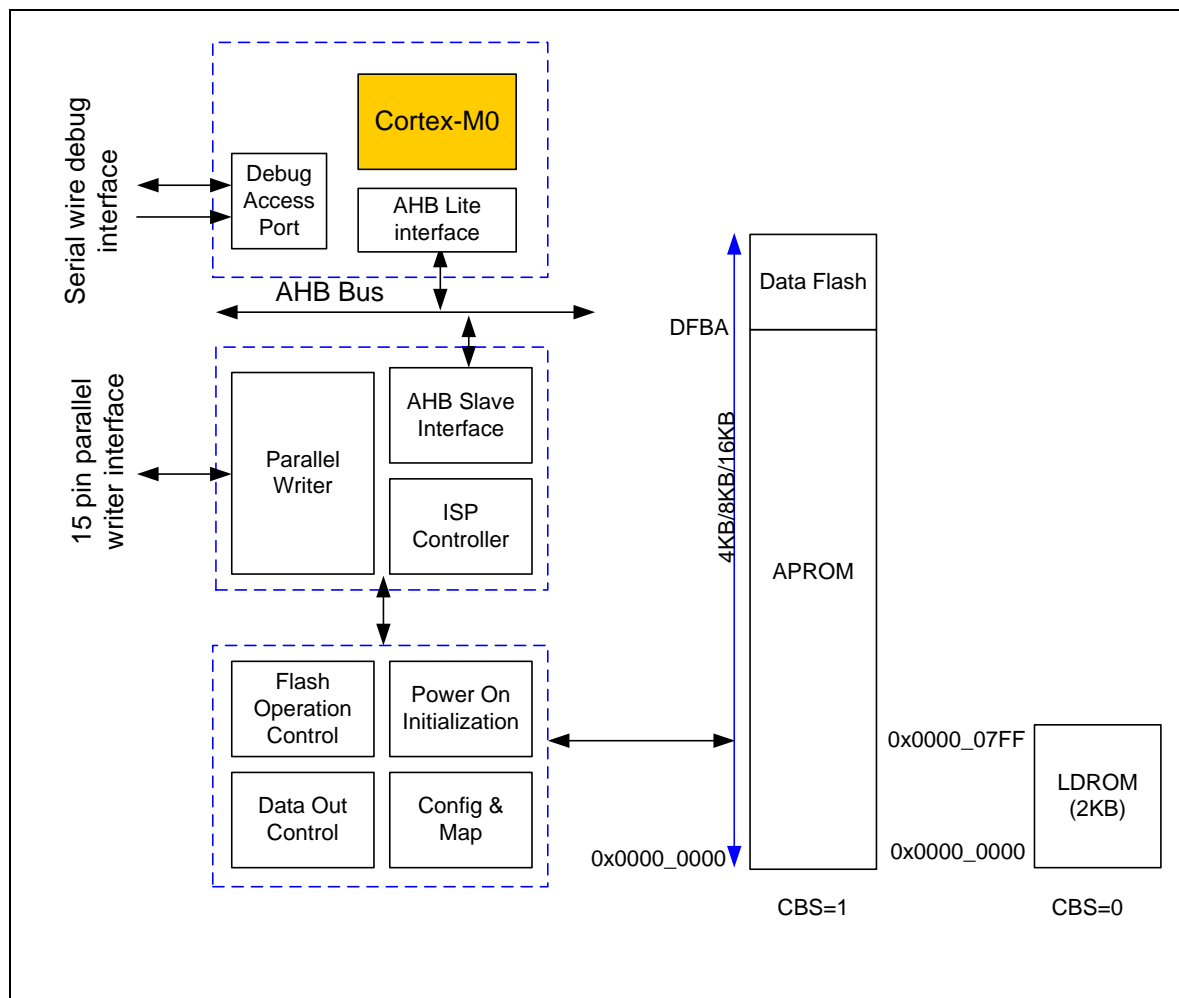 Cortex-M0
Serial wire debug
interface
Debug
Access
Port
AHB Lite
interface
AHB Bus
15 pin parallel
writer interface
Parallel
Writer
AHB Slave
Interface
ISP
Controller
Flash
Operation
Control
Power On
Initialization
Data Out
Control
Config &
Map
Data Flash
DFBA
4KB/8KB/16KB
APROM
0x0000_0000
CBS=1
0x0000_07FF
LDROM
(2KB)
0x0000_0000
CBS=0